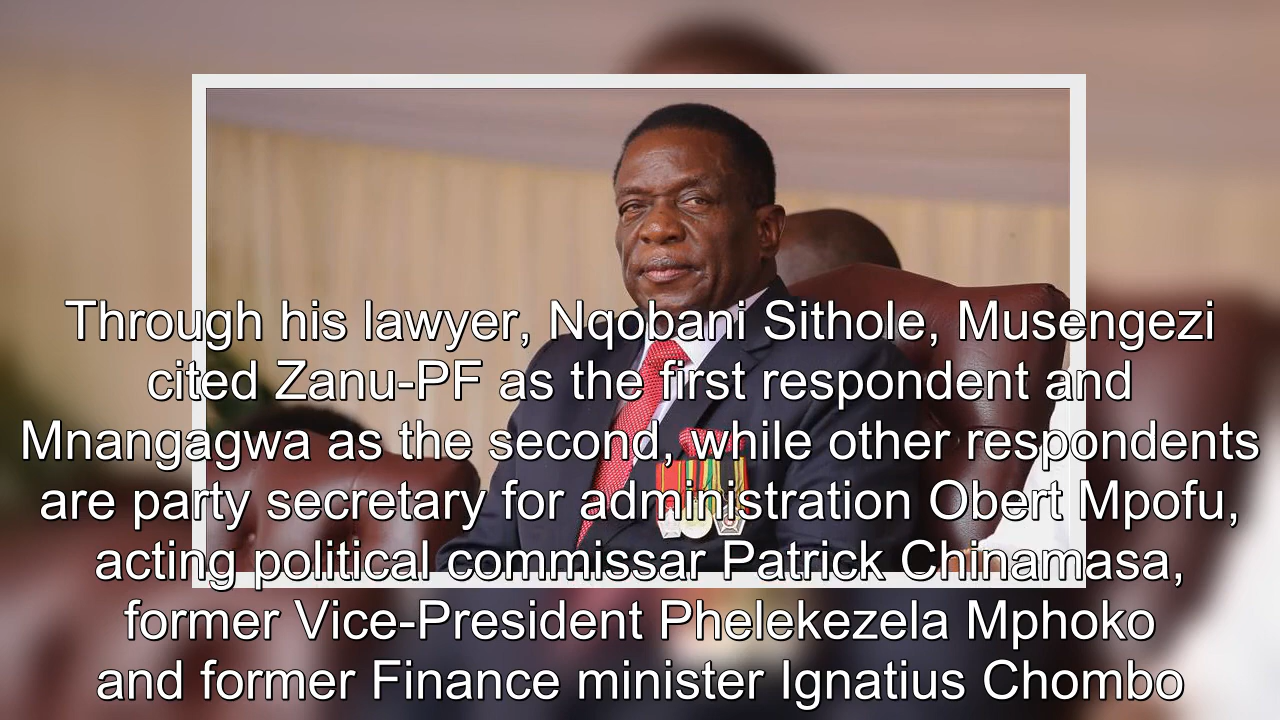 Through his lawyer, Nqobani Sithole, Musengezi
cited Zanu-PF as the first respondent and
Mnangagwa as the second, while other respondents
are party secretary for administration Obert Mpofu,
acting political commissar Patrick Chinamasa,
former Vice-President Phelekezela Mphoko
and former Finance minister Ignatius Chombo